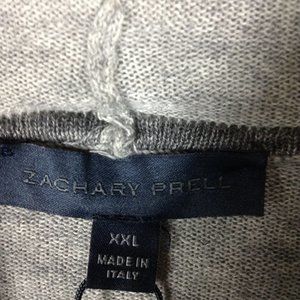 ZACHARY PRELL
XXL
MADE IN
ITALY